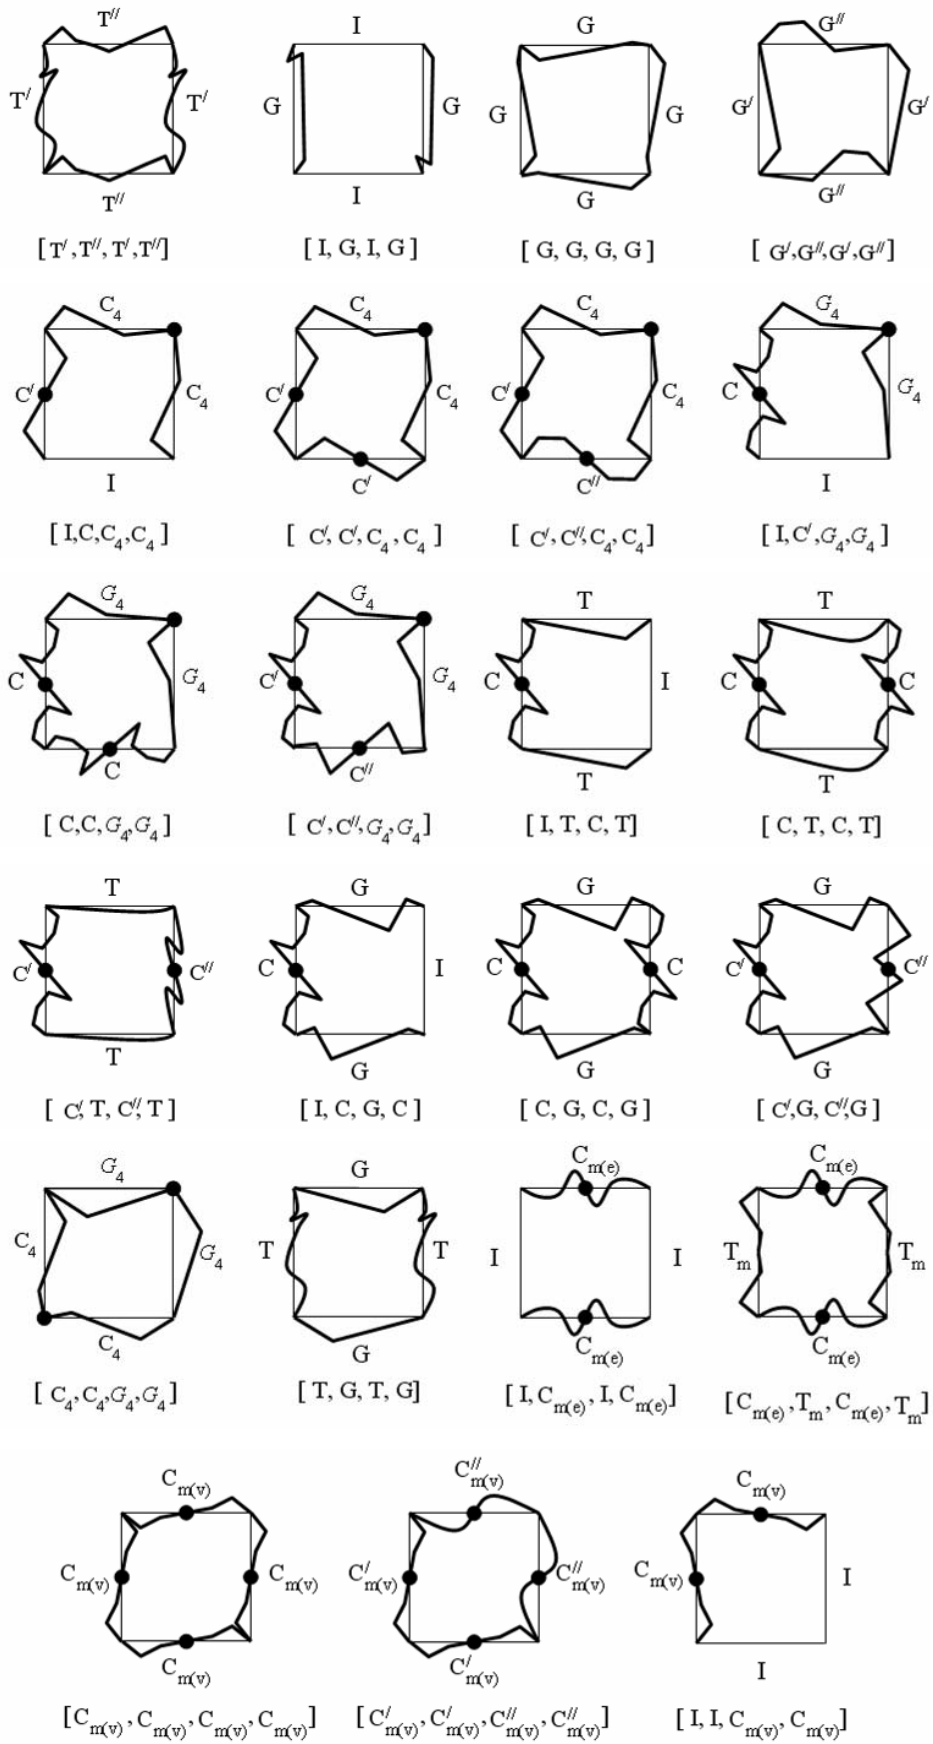 T// I G G//
T/ T/ G G G G G/ G/
T// I G G//
[ T/, T//, T/, T//] [ I, G, I, G ] [ G, G, G, G ] [ G/, G//, G/, G// ]
C4 C4 C4 G4
C/ C4 C/ C4 C/ C4 C G4
I C/ C// I
[ I,C,C4,C4 ] [ C/, C/,C4,C4 ] [ C/,C//,C4,C4 ] [ I,C/,G4,G4 ]
G4 G4 T T
C G4 C/ G4 C I C C
C C// T T
[ C,C,G4,G4 ] [ C/,C//,G4,G4 ] [ I, T, C, T ] [ C, T, C, T ]
T G G G
C/ C// C I C C C/ C//
T G G G
[ C/, T, C//, T ] [ I, C, G, C ] [ C, G, C, G ] [ C/,G, C//,G ]
G4 G Cm(e) Cm(e)
C4 G4 T T I I Tm Tm
C4 G Cm(e) Cm(e)
[ C4,C4,G4,G4 ] [ T, G, T, G] [ I,Cm(e), I,Cm(e)] [Cm(e),Tm,Cm(e),Tm]
Cm(v) C//m(v) Cm(v)
Cm(v) Cm(v) C/m(v) C//m(v) Cm(v) I
Cm(v) C/m(v) I
[Cm(v), Cm(v), Cm(v), Cm(v)] [C/m(v), C/m(v), C//m(v), C//m(v)] [ I, I, Cm(v), Cm(v)]